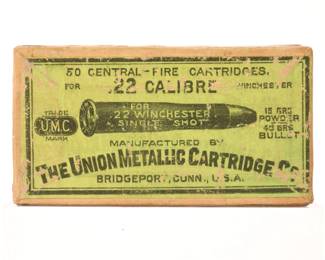 50 CENTRAL-FIRE CARTRIDGES,
FOR .22 CALIBRE WINCHESTER
FOR
.22 WINCHESTER
SINGLE SHOT
TRADE
U.M.C.
MARK
15 GRS
POWDER
45 GRS
BULLET
MANUFACTURED BY
THE UNION METALLIC CARTRIDGE CO
BRIDGEPORT, CONN., U.S.A.